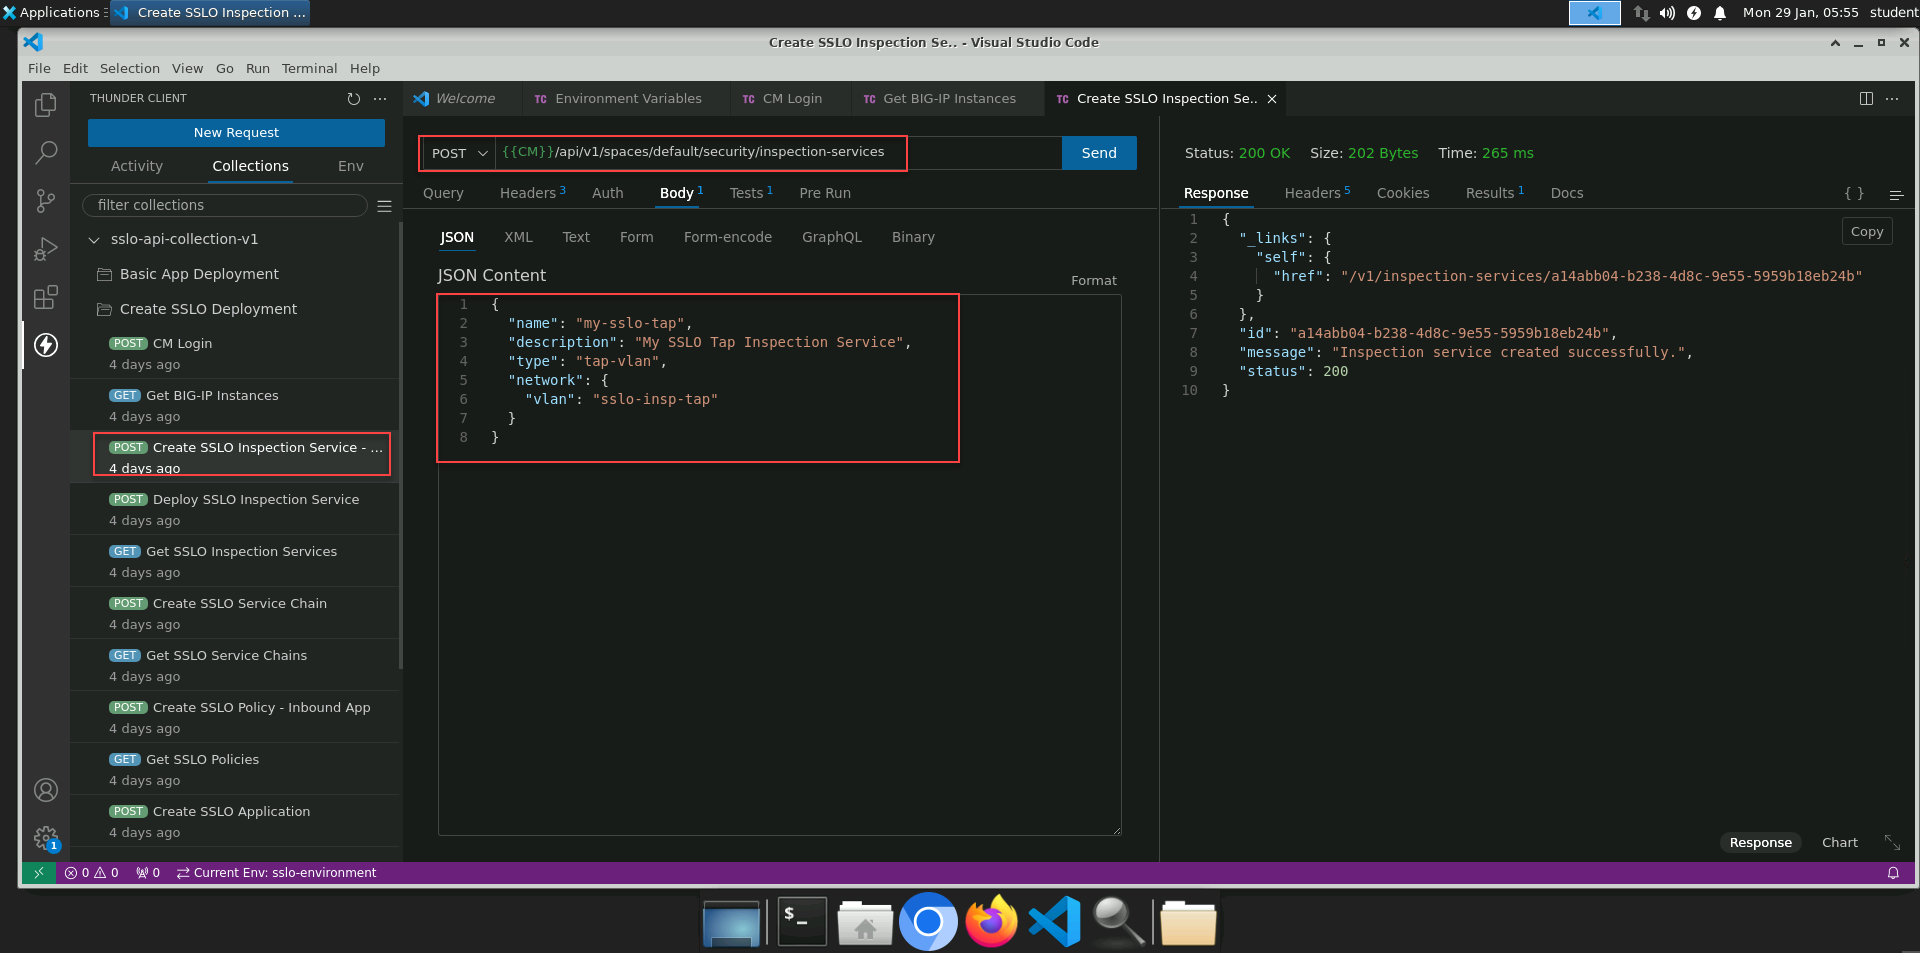 Applications
Create SSLO Inspection ...
Mon 29 Jan, 05:55
student
Create SSLO Inspection Se.. - Visual Studio Code
File Edit Selection View Go Run Terminal Help
THUNDER CLIENT
New Request
Activity Collections Env
filter collections
sslo-api-collection-v1
Basic App Deployment
Create SSLO Deployment
POST CM Login
4 days ago
GET Get BIG-IP Instances
4 days ago
POST Create SSLO Inspection Service - ...
4 days ago
POST Deploy SSLO Inspection Service
4 days ago
GET Get SSLO Inspection Services
4 days ago
POST Create SSLO Service Chain
4 days ago
GET Get SSLO Service Chains
4 days ago
POST Create SSLO Policy - Inbound App
4 days ago
GET Get SSLO Policies
4 days ago
POST Create SSLO Application
4 days ago
1
Welcome
TC Environment Variables
TC CM Login
TC Get BIG-IP Instances
TC Create SSLO Inspection Se..
POST {{CM}}/api/v1/spaces/default/security/inspection-services
Send
Query Headers 3 Auth Body 1 Tests 1 Pre Run
JSON XML Text Form Form-encode GraphQL Binary
JSON Content
Format
1 {
2 "name": "my-sslo-tap",
3 "description": "My SSLO Tap Inspection Service",
4 "type": "tap-vlan",
5 "network": {
6 "vlan": "sslo-insp-tap"
7 }
8 }
Status: 200 OK Size: 202 Bytes Time: 265 ms
Response Headers 5 Cookies Results 1 Docs { }
Copy
1 {
2 "_links": {
3 "self": {
4 "href": "/v1/inspection-services/a14abb04-b238-4d8c-9e55-5959b18eb24b"
5 }
6 },
7 "id": "a14abb04-b238-4d8c-9e55-5959b18eb24b",
8 "message": "Inspection service created successfully.",
9 "status": 200
10 }
Response Chart
0 0 0 Current Env: sslo-environment
$_